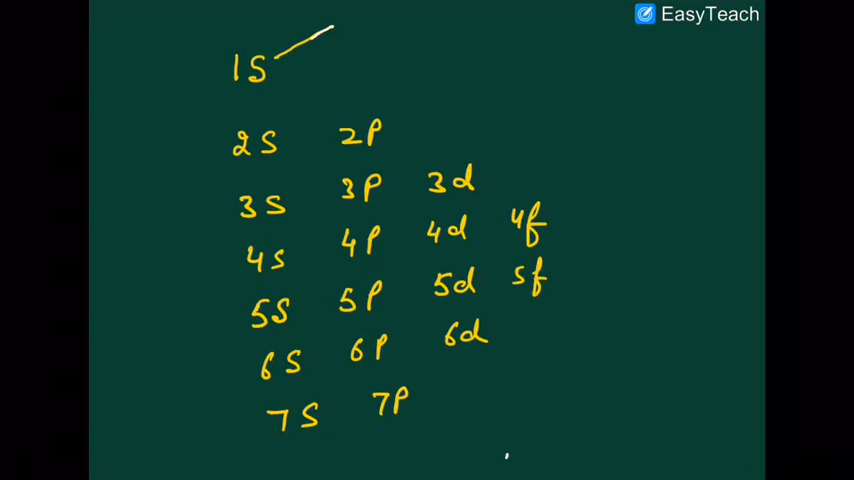 EasyTeach
1S
2S 2P
3S 3P 3d
4S 4P 4d 4f
5S 5P 5d 5f
6S 6P 6d
7S 7P